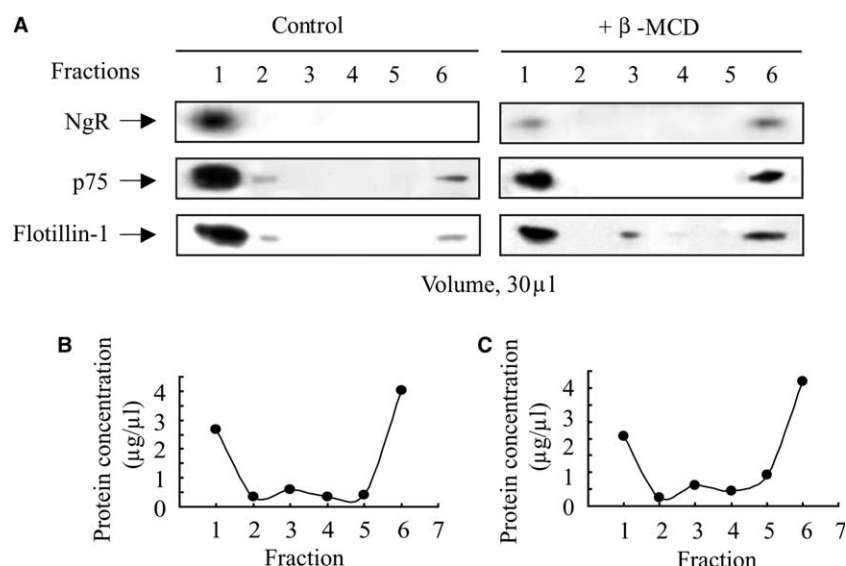 A
Control
+ β -MCD
Fractions 1 2 3 4 5 6 1 2 3 4 5 6
NgR
p75
Flotillin-1
Volume, 30µl
B
Protein concentration
(µg/µl)
4
3
2
1
0
1 2 3 4 5 6 7
Fraction
C
Protein concentration
(µg/µl)
4
3
2
1
0
1 2 3 4 5 6 7
Fraction